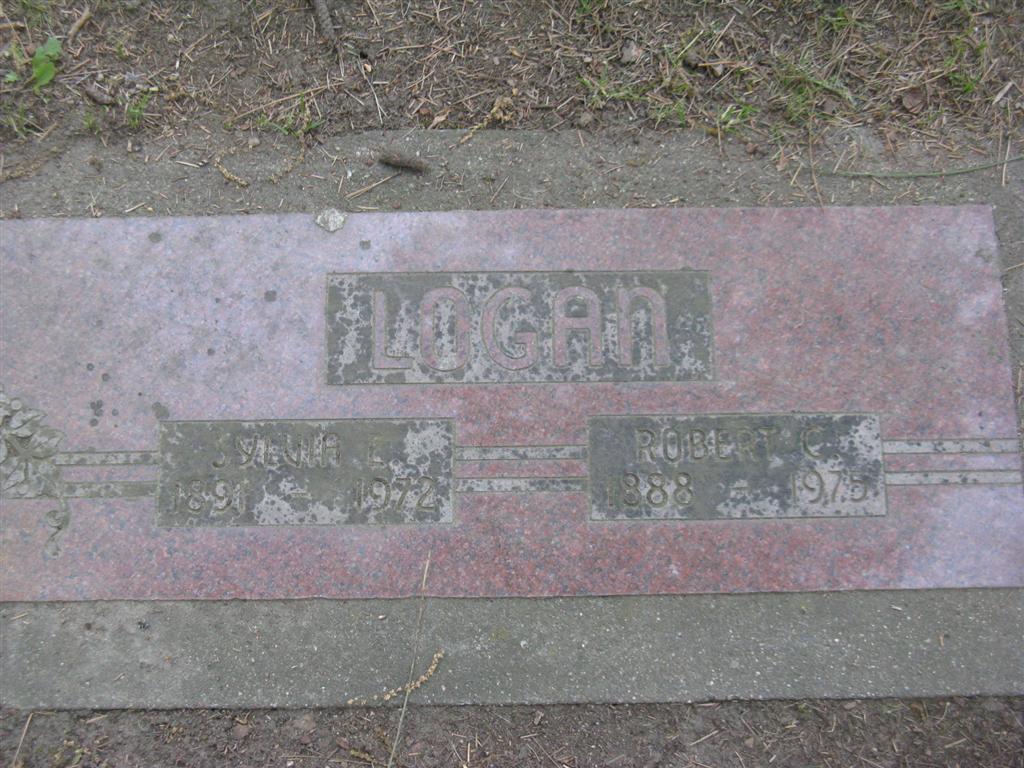 LOGAN
SYLVIA E.
1891 – 1972
ROBERT C.
1888 – 1975